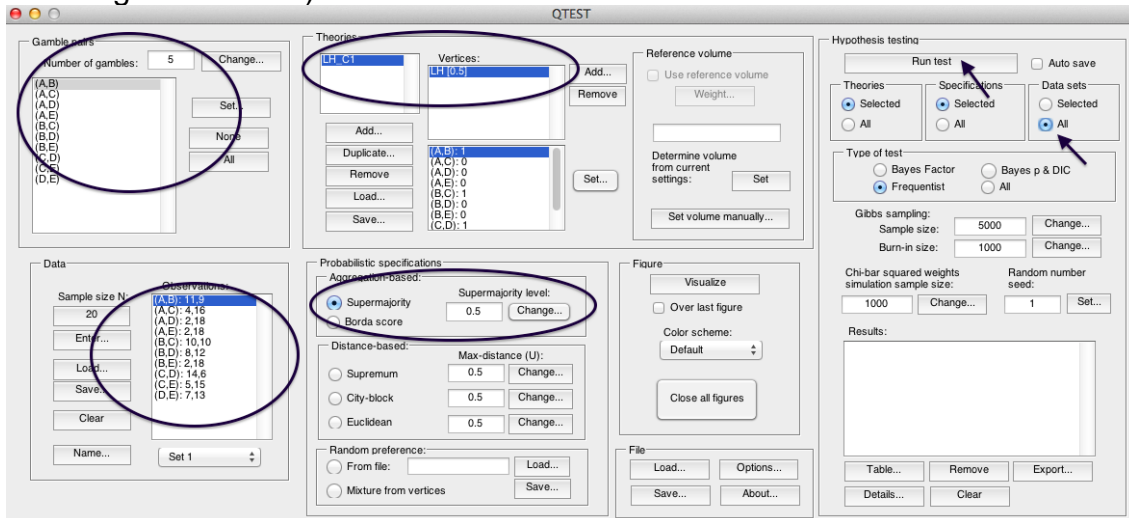 QTEST
Gamble pairs
Number of gambles: 5 Change...
(A,B)
(A,C)
(A,D)
(A,E)
(B,C)
(B,D)
(B,E)
(C,D)
(C,E)
(D,E)
Set...
None
All
Theories
LH_C1
Vertices:
LH [0.5]
Add...
Remove
Add...
Duplicate...
Remove
Load...
Save...
(A,B): 1
(A,C): 0
(A,D): 0
(A,E): 0
(B,C): 1
(B,D): 0
(B,E): 0
(C,D): 1
Set...
Reference volume
Use reference volume
Weight...
Determine volume
from current
settings: Set
Set volume manually...
Hypothesis testing
Run test Auto save
Theories
Selected
All
Specifications
Selected
All
Data sets
Selected
All
Type of test
Bayes Factor Bayes p & DIC
Frequentist All
Gibbs sampling:
Sample size: 5000 Change...
Burn-in size: 1000 Change...
Chi-bar squared weights
simulation sample size:
1000 Change...
Random number
seed:
1 Set...
Results:
Table... Remove Export...
Details... Clear
Data
Sample size N:
20
Enter...
Load...
Save...
Clear
Name...
Observations:
(A,B): 11,9
(A,C): 4,16
(A,D): 2,18
(A,E): 2,18
(B,C): 10,10
(B,D): 8,12
(B,E): 2,18
(C,D): 14,6
(C,E): 5,15
(D,E): 7,13
Set 1
Probabilistic specifications
Aggregation-based:
Supermajority
Borda score
Supermajority level:
0.5 Change...
Distance-based:
Max-distance (U):
Supremum 0.5 Change...
City-block 0.5 Change...
Euclidean 0.5 Change...
Random preference:
From file: Load...
Mixture from vertices Save...
Figure
Visualize
Over last figure
Color scheme:
Default
Close all figures
File
Load... Options...
Save... About...